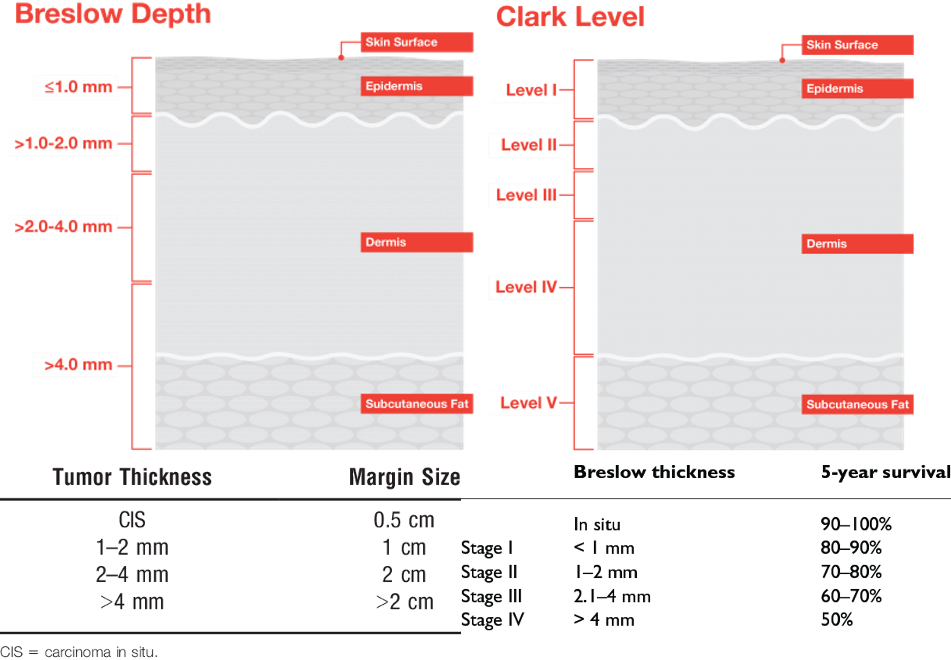 Breslow Depth
Skin Surface
≤1.0 mm
Epidermis
>1.0-2.0 mm
>2.0-4.0 mm
Dermis
>4.0 mm
Subcutaneous Fat
Clark Level
Skin Surface
Level I
Epidermis
Level II
Level III
Dermis
Level IV
Level V
Subcutaneous Fat
Tumor Thickness Margin Size
CIS 0.5 cm
1–2 mm 1 cm
2–4 mm 2 cm
>4 mm >2 cm
CIS = carcinoma in situ.
Breslow thickness 5-year survival
In situ 90–100%
Stage I < 1 mm 80–90%
Stage II 1–2 mm 70–80%
Stage III 2.1–4 mm 60–70%
Stage IV > 4 mm 50%